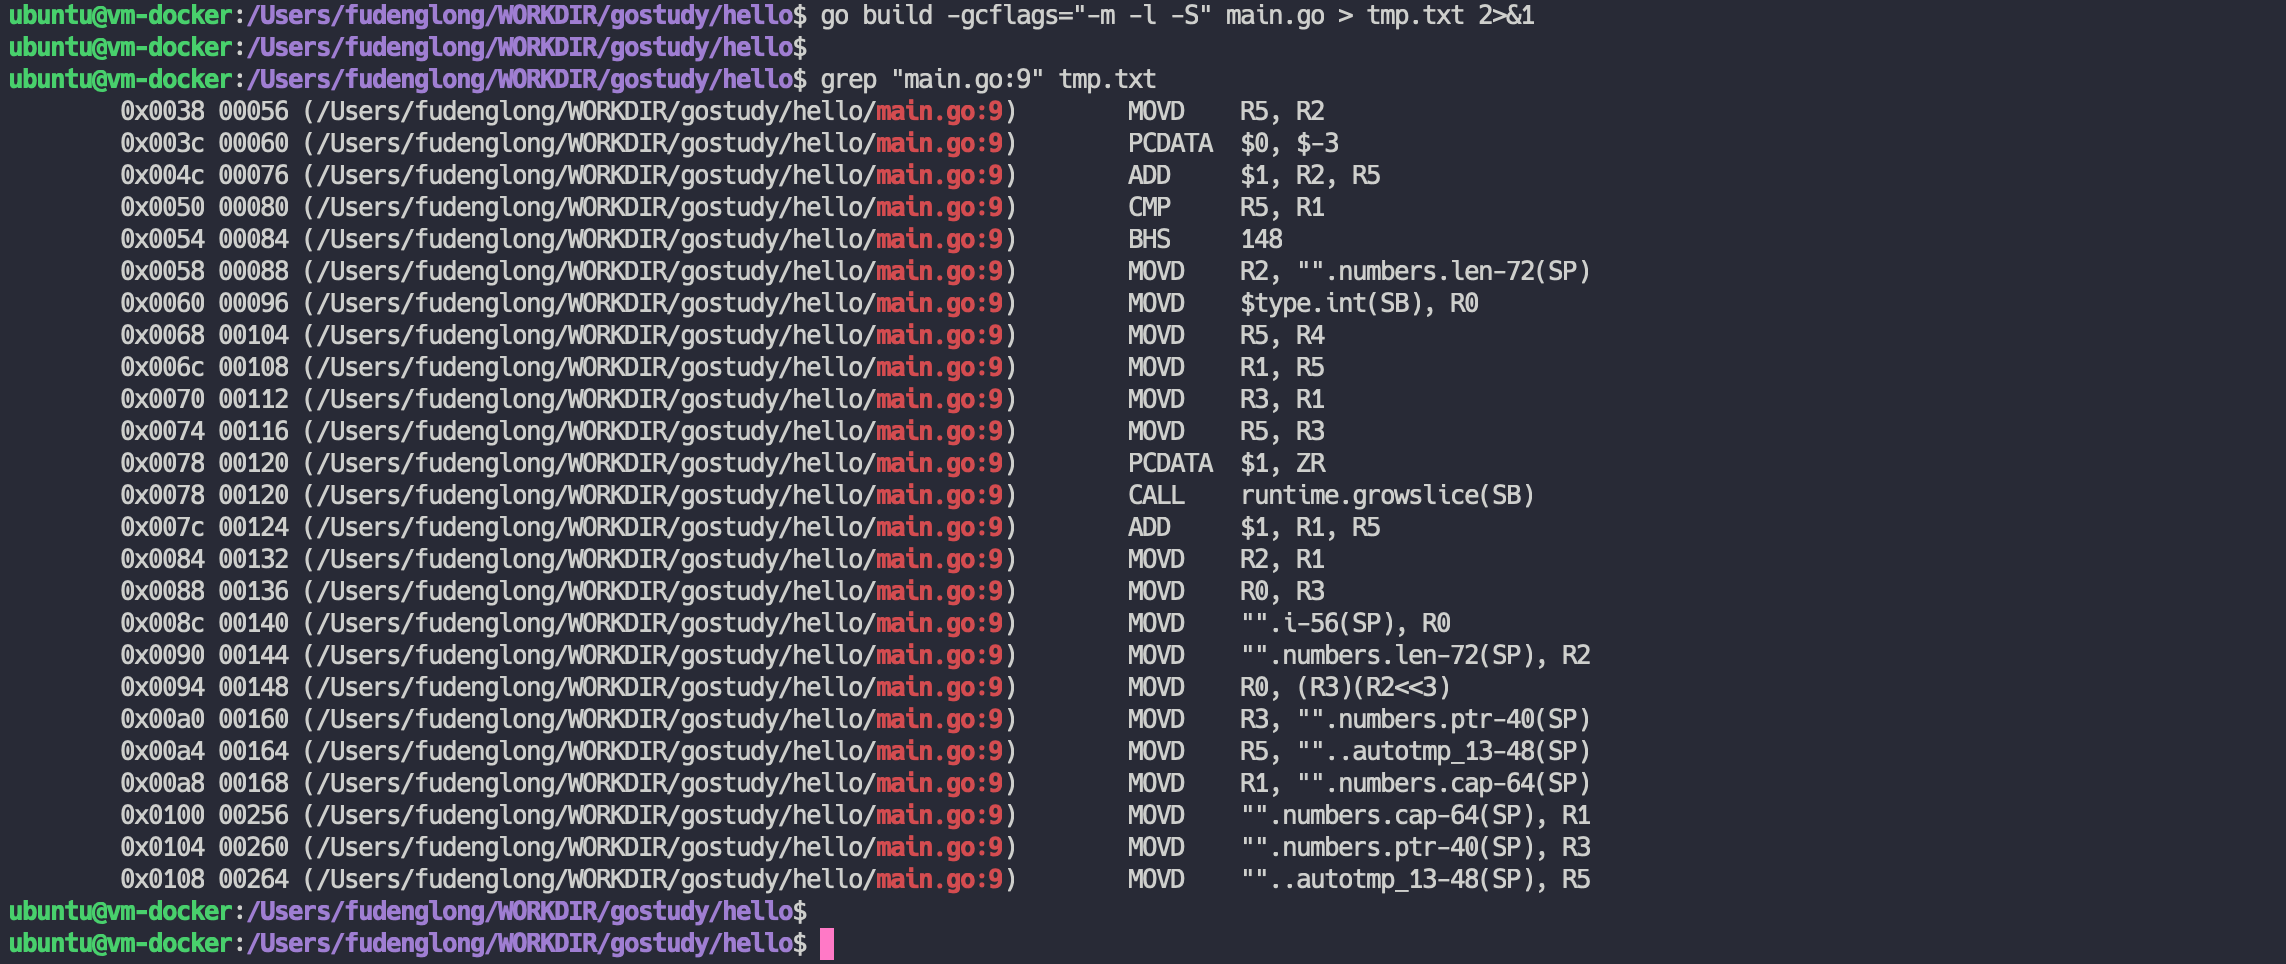 ubuntu@vm-docker:/Users/fudenglong/WORKDIR/gostudy/hello$ go build -gcflags="-m -l -S" main.go > tmp.txt 2>&1
ubuntu@vm-docker:/Users/fudenglong/WORKDIR/gostudy/hello$
ubuntu@vm-docker:/Users/fudenglong/WORKDIR/gostudy/hello$ grep "main.go:9" tmp.txt
0x0038 00056 (/Users/fudenglong/WORKDIR/gostudy/hello/main.go:9) MOVD R5, R2
0x003c 00060 (/Users/fudenglong/WORKDIR/gostudy/hello/main.go:9) PCDATA $0, $-3
0x004c 00076 (/Users/fudenglong/WORKDIR/gostudy/hello/main.go:9) ADD $1, R2, R5
0x0050 00080 (/Users/fudenglong/WORKDIR/gostudy/hello/main.go:9) CMP R5, R1
0x0054 00084 (/Users/fudenglong/WORKDIR/gostudy/hello/main.go:9) BHS 148
0x0058 00088 (/Users/fudenglong/WORKDIR/gostudy/hello/main.go:9) MOVD R2, "".numbers.len-72(SP)
0x0060 00096 (/Users/fudenglong/WORKDIR/gostudy/hello/main.go:9) MOVD $type.int(SB), R0
0x0068 00104 (/Users/fudenglong/WORKDIR/gostudy/hello/main.go:9) MOVD R5, R4
0x006c 00108 (/Users/fudenglong/WORKDIR/gostudy/hello/main.go:9) MOVD R1, R5
0x0070 00112 (/Users/fudenglong/WORKDIR/gostudy/hello/main.go:9) MOVD R3, R1
0x0074 00116 (/Users/fudenglong/WORKDIR/gostudy/hello/main.go:9) MOVD R5, R3
0x0078 00120 (/Users/fudenglong/WORKDIR/gostudy/hello/main.go:9) PCDATA $1, ZR
0x0078 00120 (/Users/fudenglong/WORKDIR/gostudy/hello/main.go:9) CALL runtime.growslice(SB)
0x007c 00124 (/Users/fudenglong/WORKDIR/gostudy/hello/main.go:9) ADD $1, R1, R5
0x0084 00132 (/Users/fudenglong/WORKDIR/gostudy/hello/main.go:9) MOVD R2, R1
0x0088 00136 (/Users/fudenglong/WORKDIR/gostudy/hello/main.go:9) MOVD R0, R3
0x008c 00140 (/Users/fudenglong/WORKDIR/gostudy/hello/main.go:9) MOVD "".i-56(SP), R0
0x0090 00144 (/Users/fudenglong/WORKDIR/gostudy/hello/main.go:9) MOVD "".numbers.len-72(SP), R2
0x0094 00148 (/Users/fudenglong/WORKDIR/gostudy/hello/main.go:9) MOVD R0, (R3)(R2<<3)
0x00a0 00160 (/Users/fudenglong/WORKDIR/gostudy/hello/main.go:9) MOVD R3, "".numbers.ptr-40(SP)
0x00a4 00164 (/Users/fudenglong/WORKDIR/gostudy/hello/main.go:9) MOVD R5, ""..autotmp_13-48(SP)
0x00a8 00168 (/Users/fudenglong/WORKDIR/gostudy/hello/main.go:9) MOVD R1, "".numbers.cap-64(SP)
0x0100 00256 (/Users/fudenglong/WORKDIR/gostudy/hello/main.go:9) MOVD "".numbers.cap-64(SP), R1
0x0104 00260 (/Users/fudenglong/WORKDIR/gostudy/hello/main.go:9) MOVD "".numbers.ptr-40(SP), R3
0x0108 00264 (/Users/fudenglong/WORKDIR/gostudy/hello/main.go:9) MOVD ""..autotmp_13-48(SP), R5
ubuntu@vm-docker:/Users/fudenglong/WORKDIR/gostudy/hello$
ubuntu@vm-docker:/Users/fudenglong/WORKDIR/gostudy/hello$